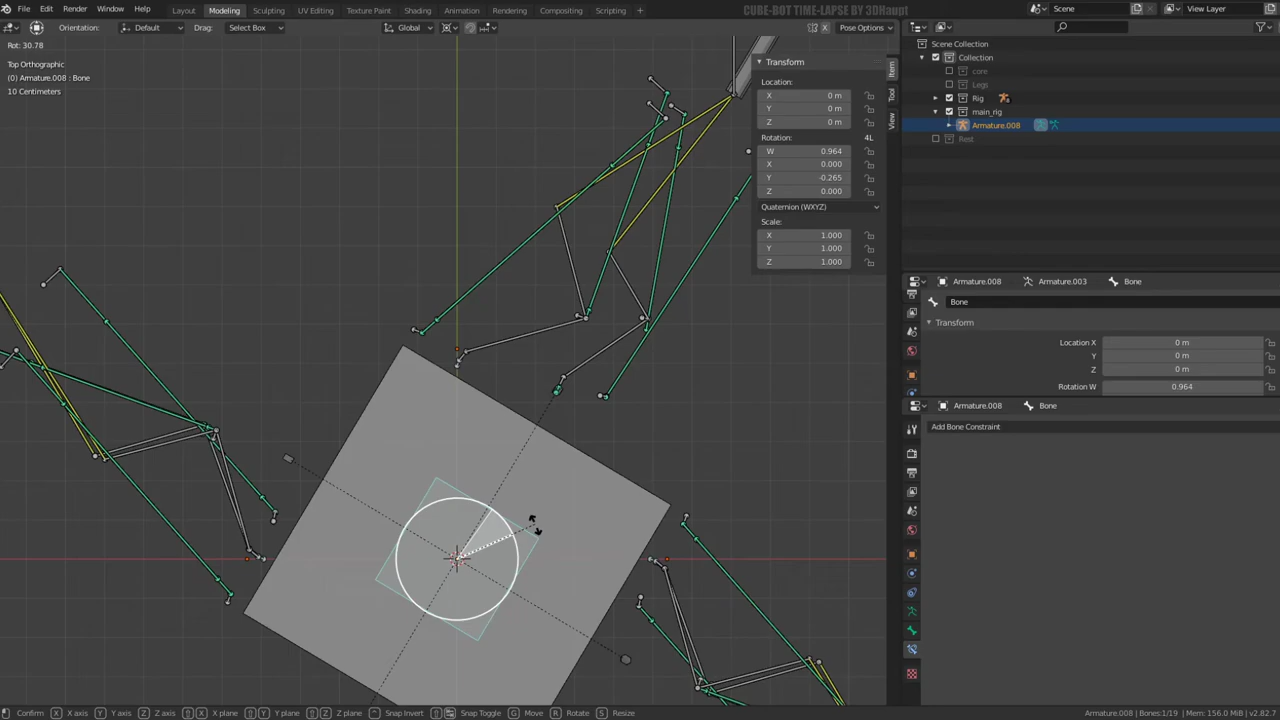 File Edit Render Window Help Layout Modeling Sculpting UV Editing Texture Paint Shading Animation Rendering Compositing Scripting + CUBE-BOT TIME-LAPSE BY 3DHaupt Scene View Layer
Orientation: Default Drag: Select Box Global X Pose Options
Rot: 30.78
Top Orthographic
(0) Armature.008 : Bone
10 Centimeters
Transform
Location:
X 0 m
Y 0 m
Z 0 m
Rotation: 4L
W 0.964
X 0.000
Y -0.265
Z 0.000
Quaternion (WXYZ)
Scale:
X 1.000
Y 1.000
Z 1.000
Item
Tool
View
Scene Collection
Collection
core
Legs
Rig
main_rig
Armature.008
Rest
Armature.008 Armature.003 Bone
Bone
Transform
Location X 0 m
Y 0 m
Z 0 m
Rotation W 0.964
Armature.008 Bone
Add Bone Constraint
Confirm X X axis Y Y axis Z Z axis X X plane Y Y plane Z Z plane Snap Invert Snap Toggle G Move R Rotate S Resize Armature.008 | Bones:1/19 | Mem: 156.0 MiB | v2.82.7